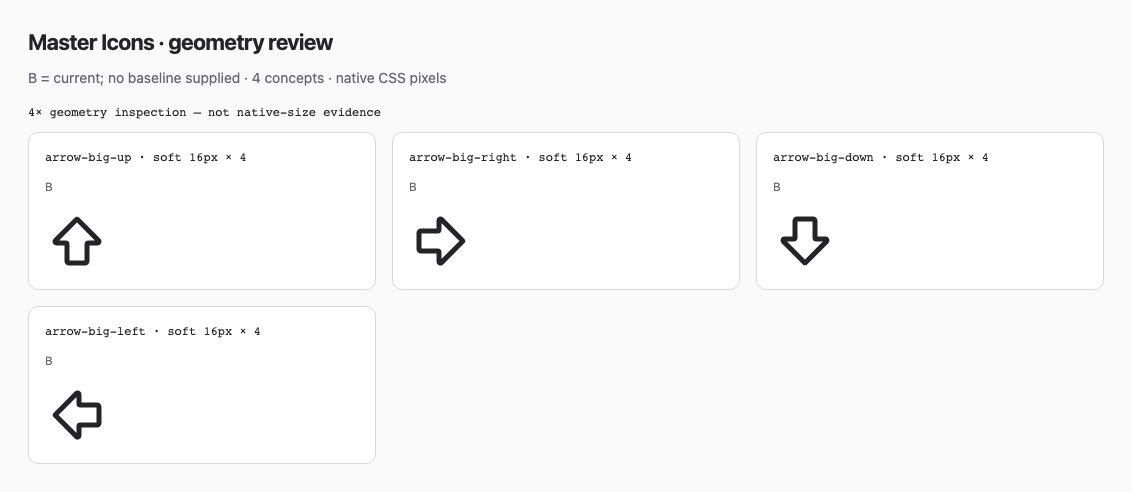 Master Icons · geometry review
B = current; no baseline supplied · 4 concepts · native CSS pixels
4× geometry inspection — not native-size evidence
arrow-big-up · soft 16px × 4
B
arrow-big-right · soft 16px × 4
B
arrow-big-down · soft 16px × 4
B
arrow-big-left · soft 16px × 4
B